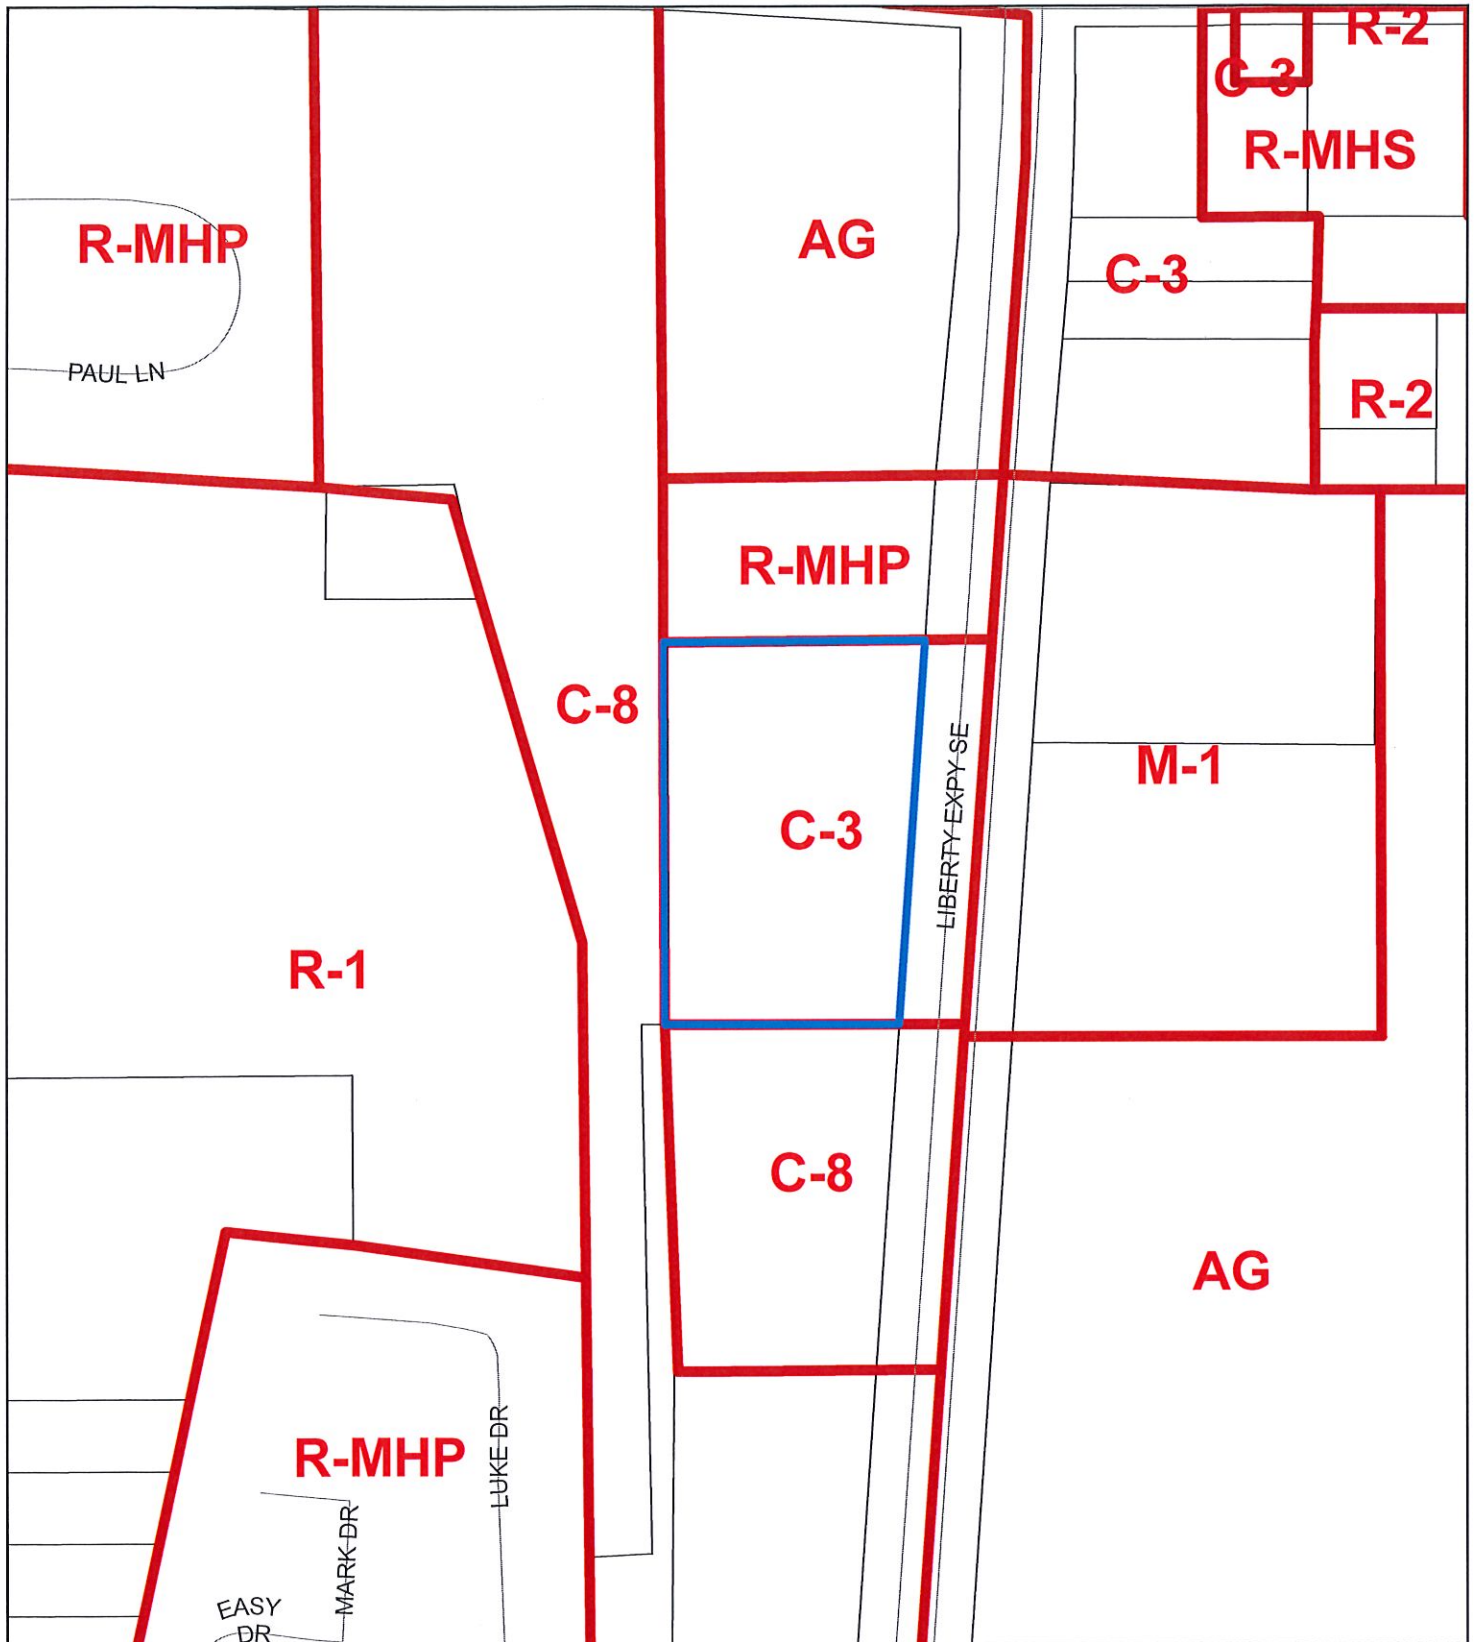 R-2
C-3
R-MHS
R-MHP
AG
C-3
PAUL LN
R-2
R-MHP
C-8
LIBERTY EXPY SE
M-1
C-3
R-1
C-8
AG
R-MHP
LUKE DR
MARK DR
EASY
DR